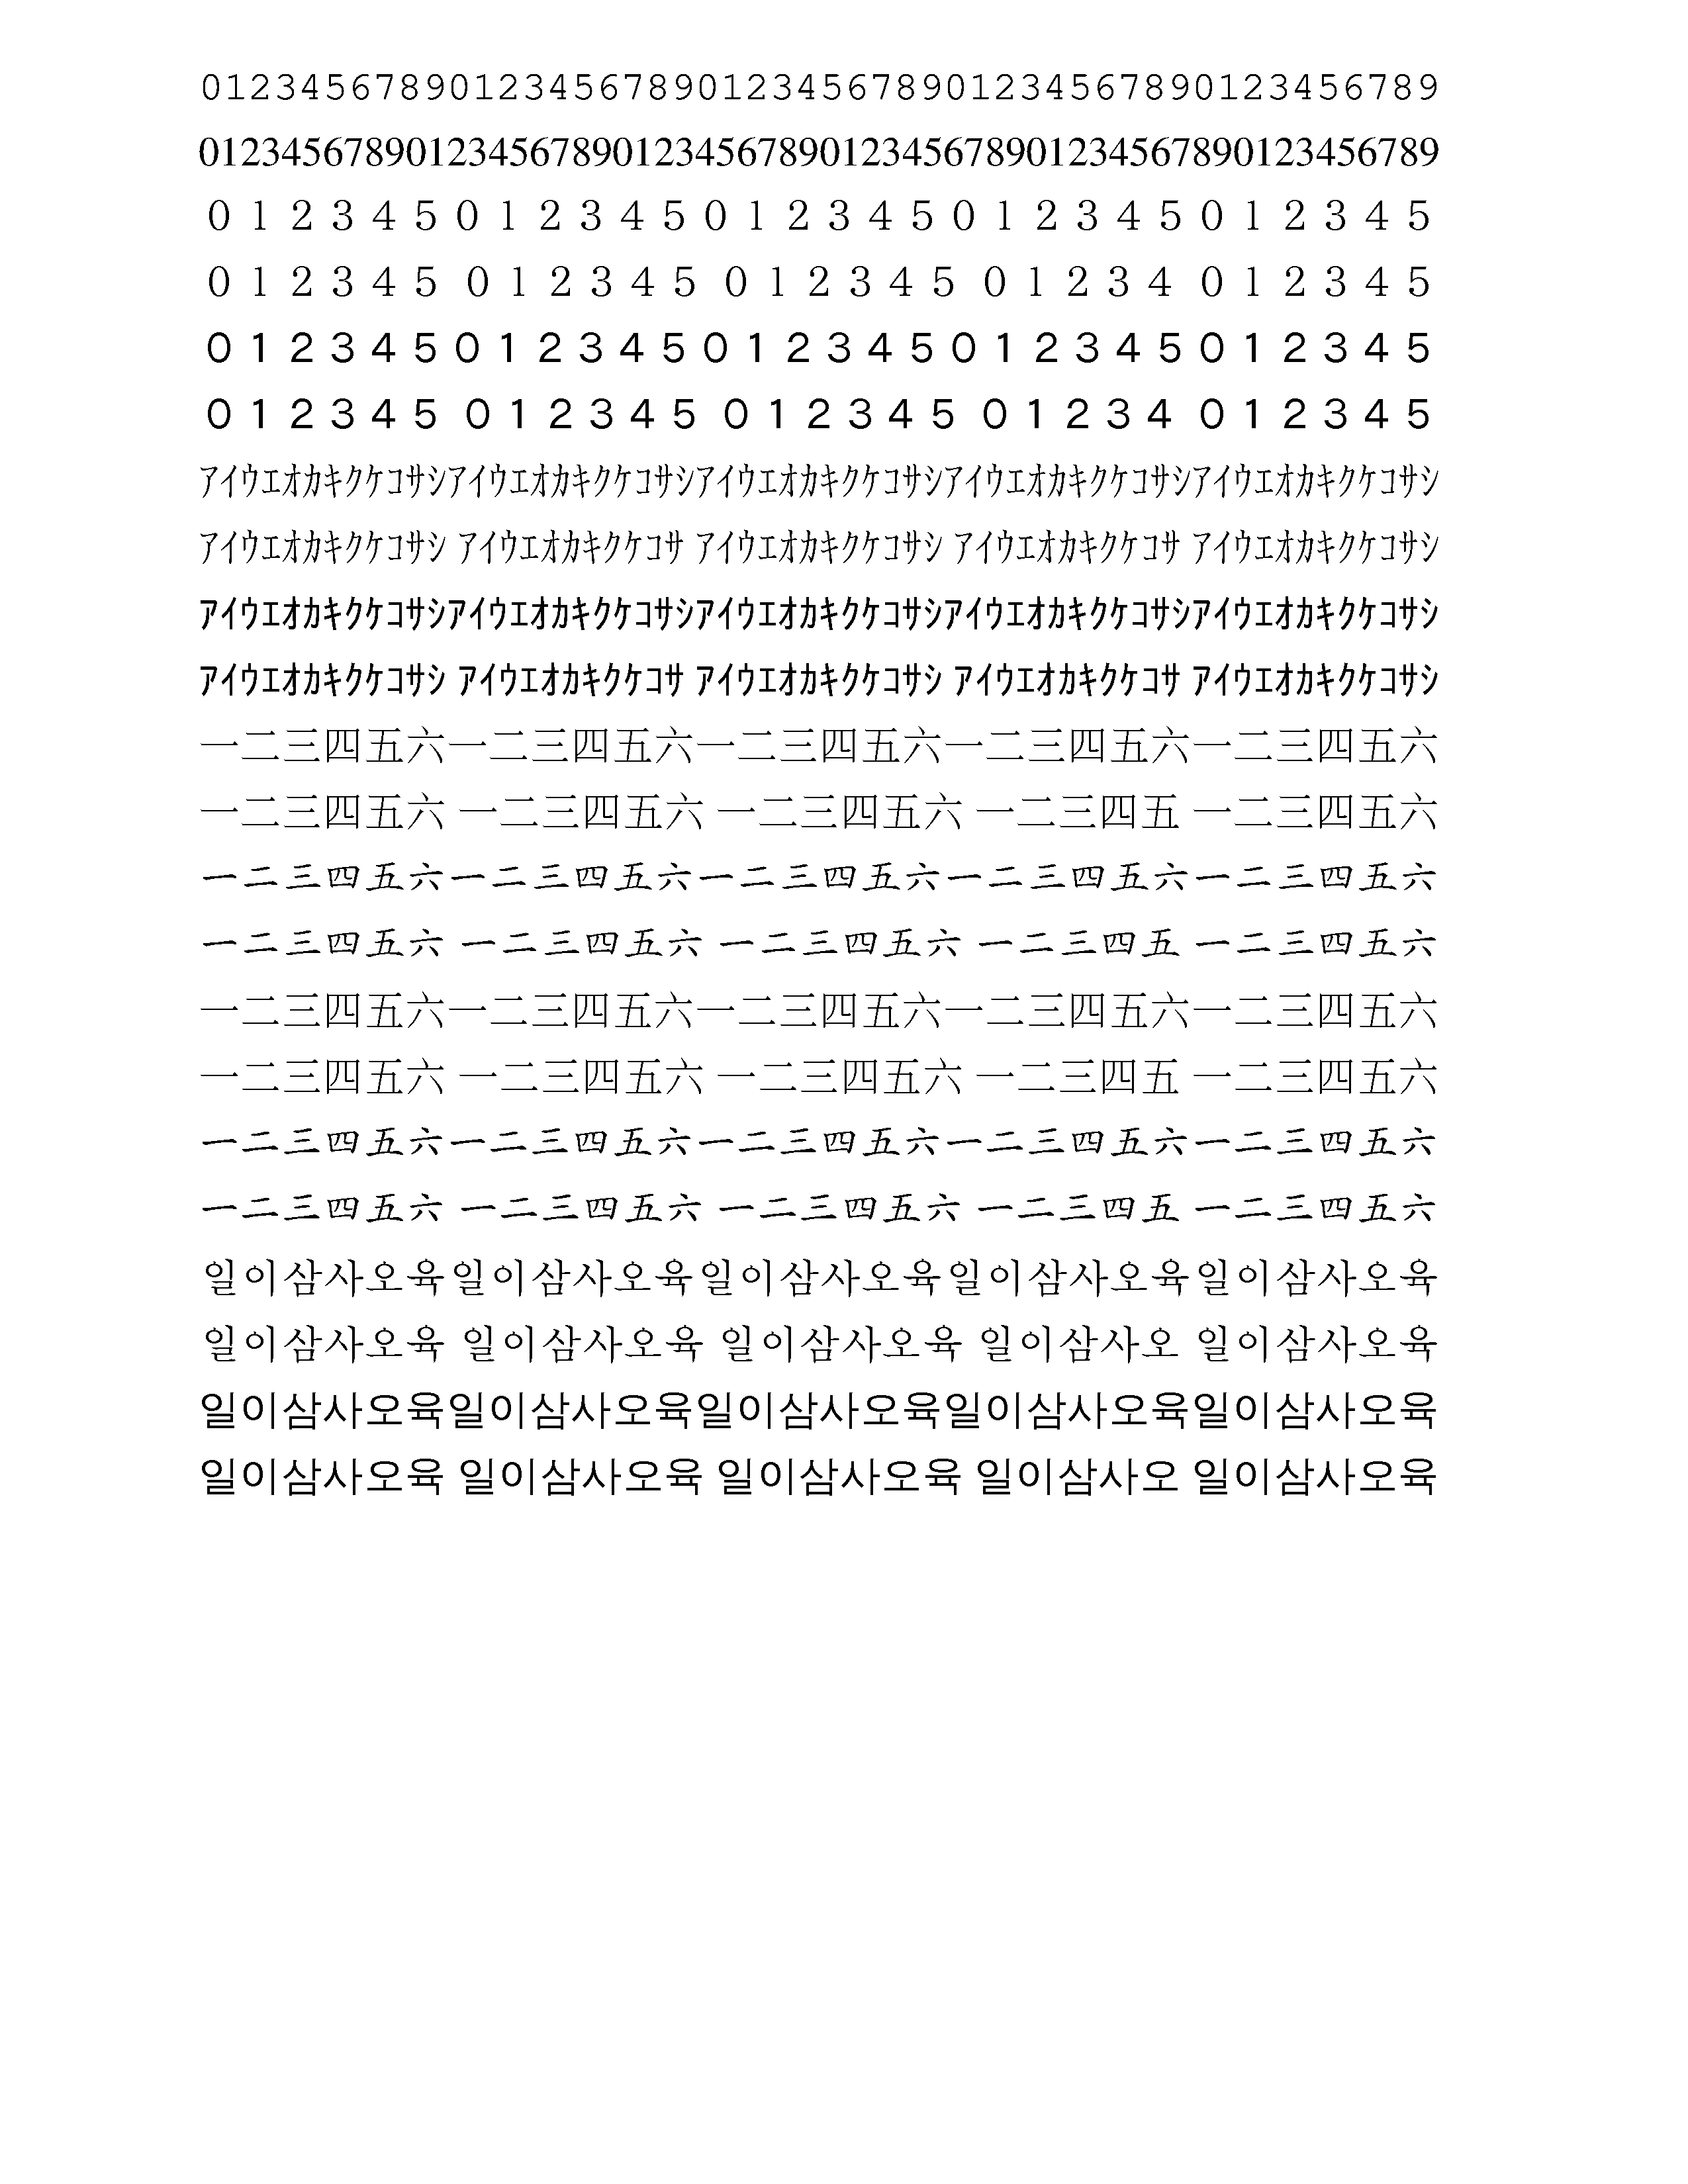 01234567890123456789012345678901234567890123456789
012345678901234567890123456789012345678901234567890123456789
012345012345012345012345012345
012345 012345 012345 01234 012345
012345012345012345012345012345
012345 012345 012345 01234 012345
アイウエオカキクケコサシアイウエオカキクケコサシアイウエオカキクケコサシアイウエオカキクケコサシアイウエオカキクケコサシ
アイウエオカキクケコサシ アイウエオカキクケコサ アイウエオカキクケコサシ アイウエオカキクケコサ アイウエオカキクケコサシ
アイウエオカキクケコサシアイウエオカキクケコサシアイウエオカキクケコサシアイウエオカキクケコサシアイウエオカキクケコサシ
アイウエオカキクケコサシ アイウエオカキクケコサ アイウエオカキクケコサシ アイウエオカキクケコサ アイウエオカキクケコサシ
一二三四五六一二三四五六一二三四五六一二三四五六一二三四五六
一二三四五六 一二三四五六 一二三四五六 一二三四五 一二三四五六
一二三四五六一二三四五六一二三四五六一二三四五六一二三四五六
一二三四五六 一二三四五六 一二三四五六 一二三四五 一二三四五六
一二三四五六一二三四五六一二三四五六一二三四五六一二三四五六
一二三四五六 一二三四五六 一二三四五六 一二三四五 一二三四五六
一二三四五六一二三四五六一二三四五六一二三四五六一二三四五六
一二三四五六 一二三四五六 一二三四五六 一二三四五 一二三四五六
일이삼사오육일이삼사오육일이삼사오육일이삼사오육일이삼사오육
일이삼사오육 일이삼사오육 일이삼사오육 일이삼사오 일이삼사오육
일이삼사오육일이삼사오육일이삼사오육일이삼사오육일이삼사오육
일이삼사오육 일이삼사오육 일이삼사오육 일이삼사오 일이삼사오육